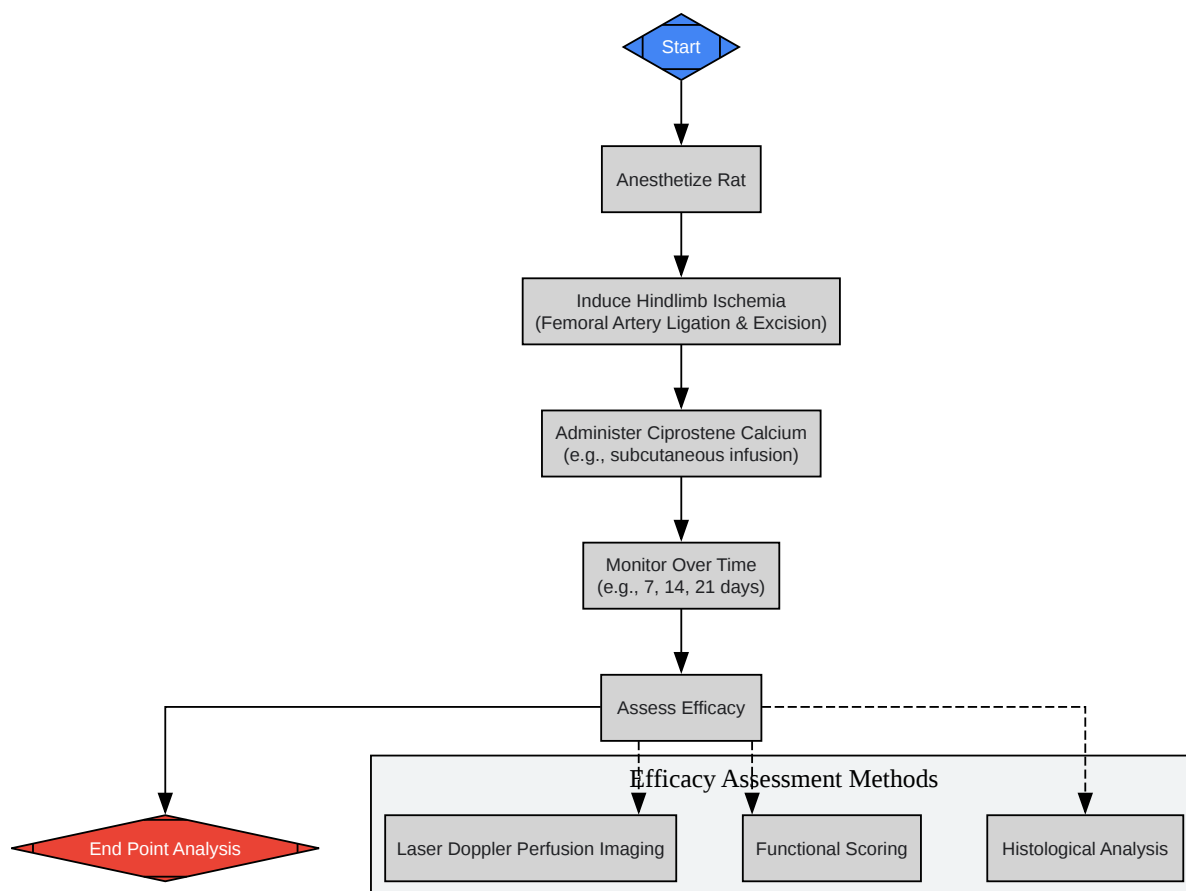 Start
Anesthetize Rat
Induce Hindlimb Ischemia
(Femoral Artery Ligation & Excision)
Administer Ciprostene Calcium
(e.g., subcutaneous infusion)
Monitor Over Time
(e.g., 7, 14, 21 days)
Assess Efficacy
Efficacy Assessment Methods
End Point Analysis
Laser Doppler Perfusion Imaging
Functional Scoring
Histological Analysis